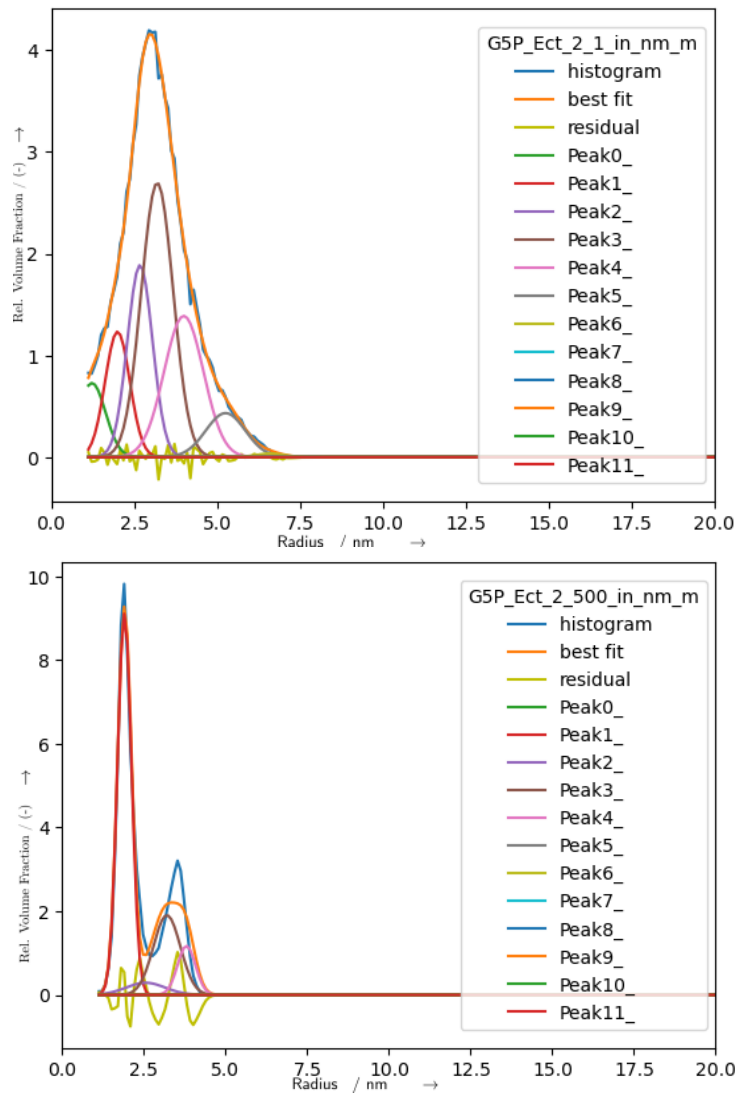 G5P_Ect_2_1_in_nm_m
histogram
best fit
residual
Peak0_
Peak1_
Peak2_
Peak3_
Peak4_
Peak5_
Peak6_
Peak7_
Peak8_
Peak9_
Peak10_
Peak11_
Rel. Volume Fraction / (-) →
4
3
2
1
0
0.0 2.5 5.0 7.5 10.0 12.5 15.0 17.5 20.0
Radius / nm →
G5P_Ect_2_500_in_nm_m
histogram
best fit
residual
Peak0_
Peak1_
Peak2_
Peak3_
Peak4_
Peak5_
Peak6_
Peak7_
Peak8_
Peak9_
Peak10_
Peak11_
Rel. Volume Fraction / (-) →
10
8
6
4
2
0
0.0 2.5 5.0 7.5 10.0 12.5 15.0 17.5 20.0
Radius / nm →